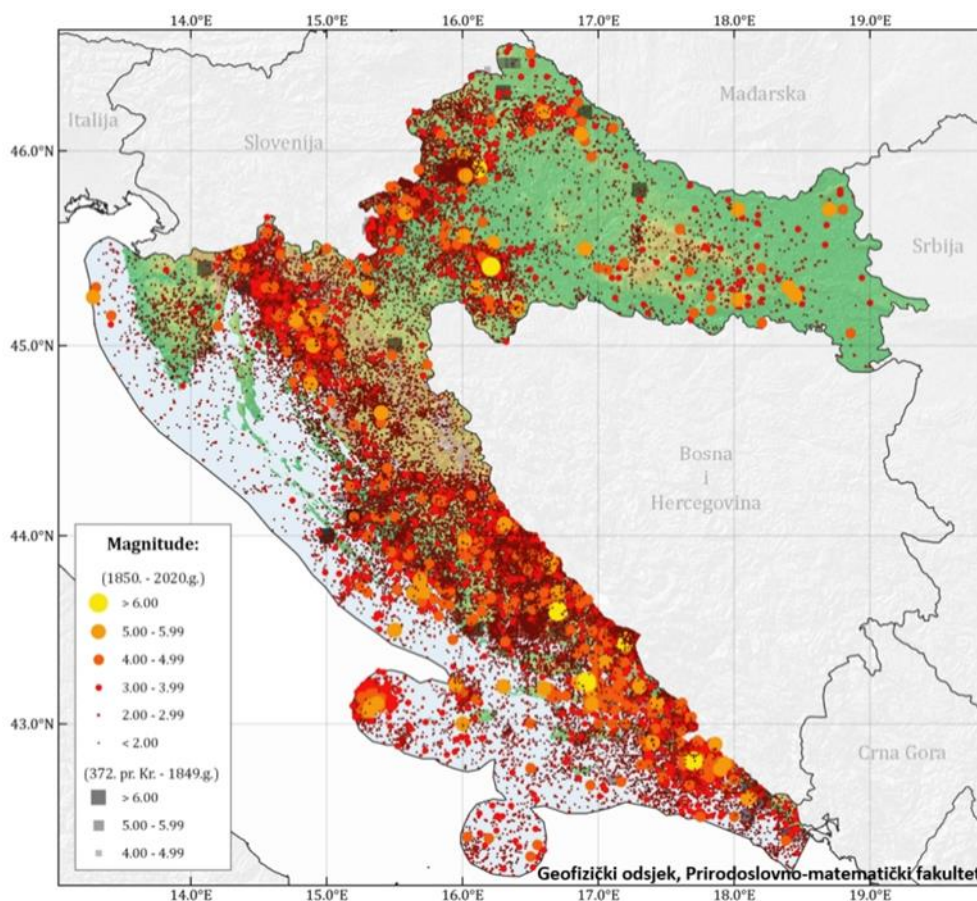 14.0°E 15.0°E 16.0°E 17.0°E 18.0°E 19.0°E
Italija
Slovenija
Mađarska
46.0°N
Srbija
45.0°N
Bosna
i
Hercegovina
44.0°N
Magnitude:
(1850. - 2020.g.)
> 6.00
5.00 - 5.99
4.00 - 4.99
3.00 - 3.99
2.00 - 2.99
< 2.00
(372. pr. Kr. - 1849.g.)
> 6.00
5.00 - 5.99
4.00 - 4.99
43.0°N
Crna Gora
Geofizički odsjek, Prirodoslovno-matematički fakultet
14.0°E 15.0°E 16.0°E 17.0°E 18.0°E 19.0°E